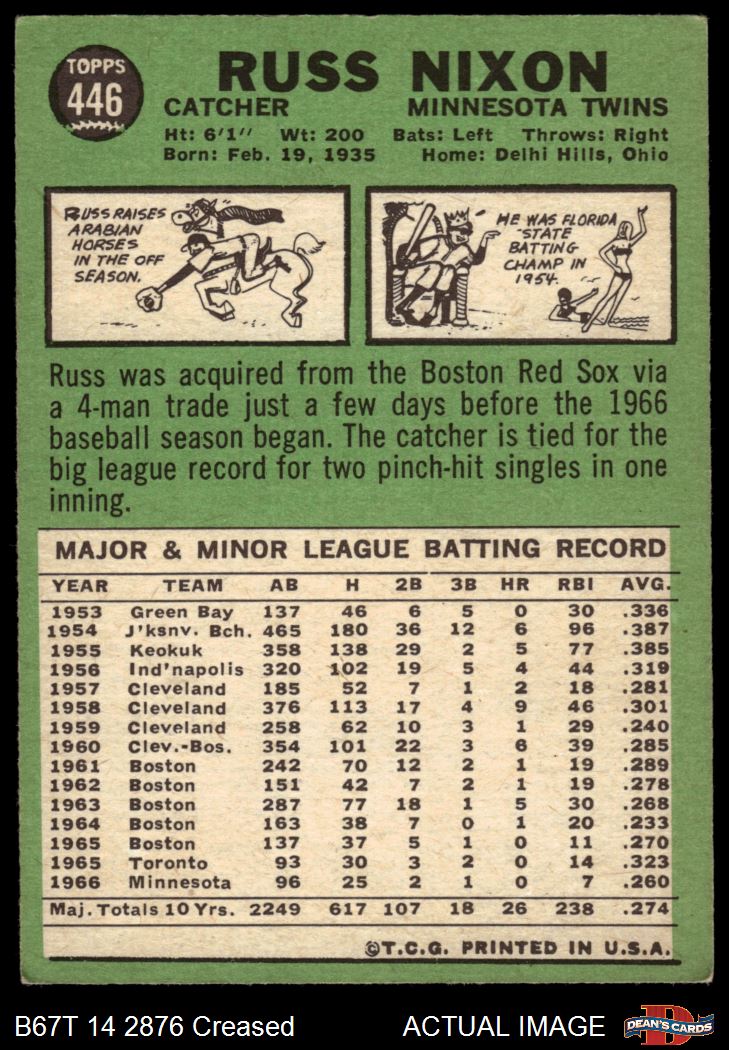 TOPPS
446
RUSS NIXON
CATCHER MINNESOTA TWINS
Ht: 6'1" Wt: 200 Bats: Left Throws: Right
Born: Feb. 19, 1935 Home: Delhi Hills, Ohio
RUSS RAISES
ARABIAN
HORSES
IN THE OFF
SEASON.
HE WAS FLORIDA
STATE
BATTING
CHAMP IN
1954.
Russ was acquired from the Boston Red Sox via
a 4-man trade just a few days before the 1966
baseball season began. The catcher is tied for the
big league record for two pinch-hit singles in one
inning.
MAJOR & MINOR LEAGUE BATTING RECORD
YEAR TEAM AB H 2B 3B HR RBI AVG.
1953 Green Bay 137 46 6 5 0 30 .336
1954 J'ksnv. Bch. 465 180 36 12 6 96 .387
1955 Keokuk 358 138 29 2 5 77 .385
1956 Ind'napolis 320 102 19 5 4 44 .319
1957 Cleveland 185 52 7 1 2 18 .281
1958 Cleveland 376 113 17 4 9 46 .301
1959 Cleveland 258 62 10 3 1 29 .240
1960 Clev.-Bos. 354 101 22 3 6 39 .285
1961 Boston 242 70 12 2 1 19 .289
1962 Boston 151 42 7 2 1 19 .278
1963 Boston 287 77 18 1 5 30 .268
1964 Boston 163 38 7 0 1 20 .233
1965 Boston 137 37 5 1 0 11 .270
1965 Toronto 93 30 3 2 0 14 .323
1966 Minnesota 96 25 2 1 0 7 .260
Maj. Totals 10 Yrs. 2249 617 107 18 26 238 .274
©T.C.G. PRINTED IN U.S.A.
B67T 14 2876 Creased ACTUAL IMAGE
DEAN'S CARDS